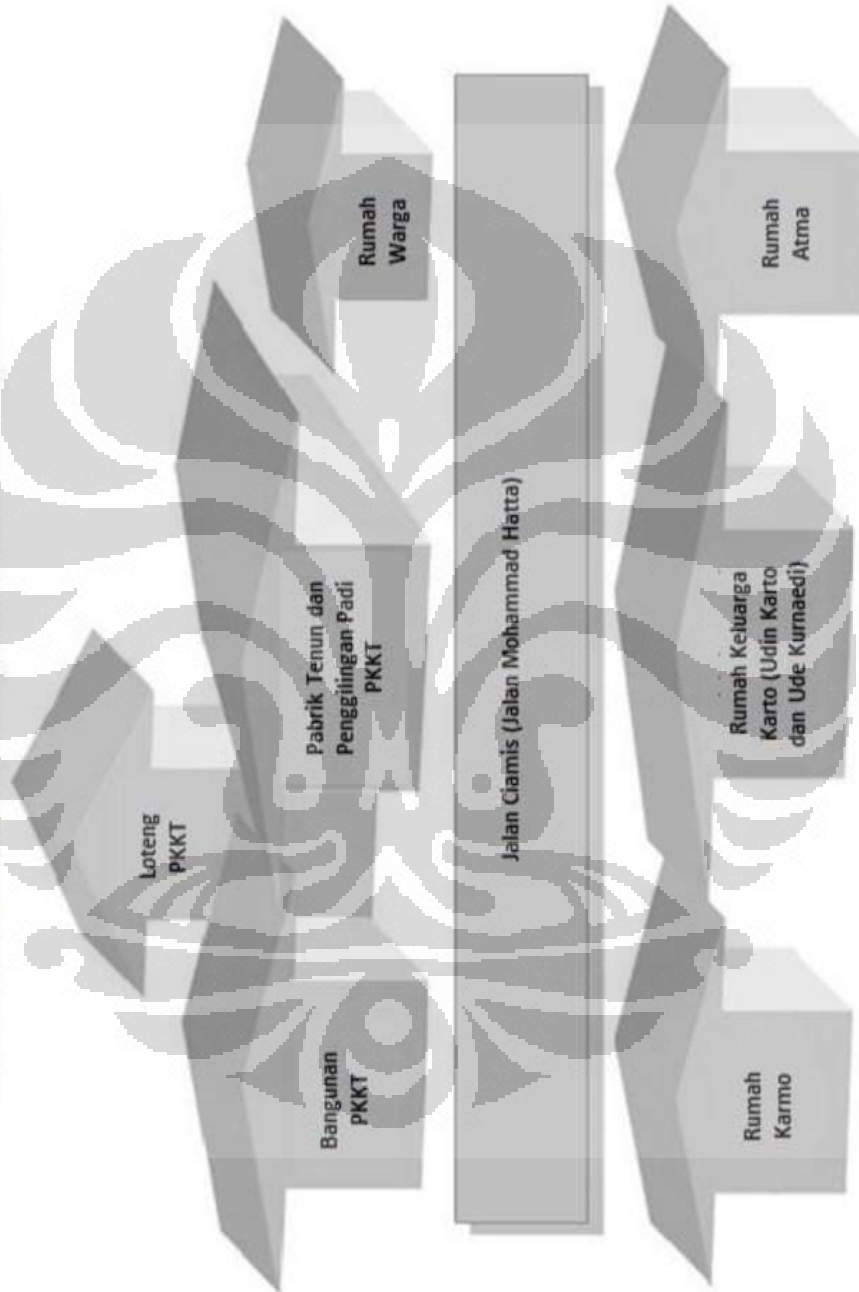 Loteng
PKKT
Bangunan
PKKT
Pabrik Tenun dan
Penggilingan Padi
PKKT
Rumah
Warga
Jalan Ciamis (Jalan Mohammad Hatta)
Rumah
Karmo
Rumah Keluarga
Karto (Udin Karto
dan Ude Kurnaedi)
Rumah
Atma